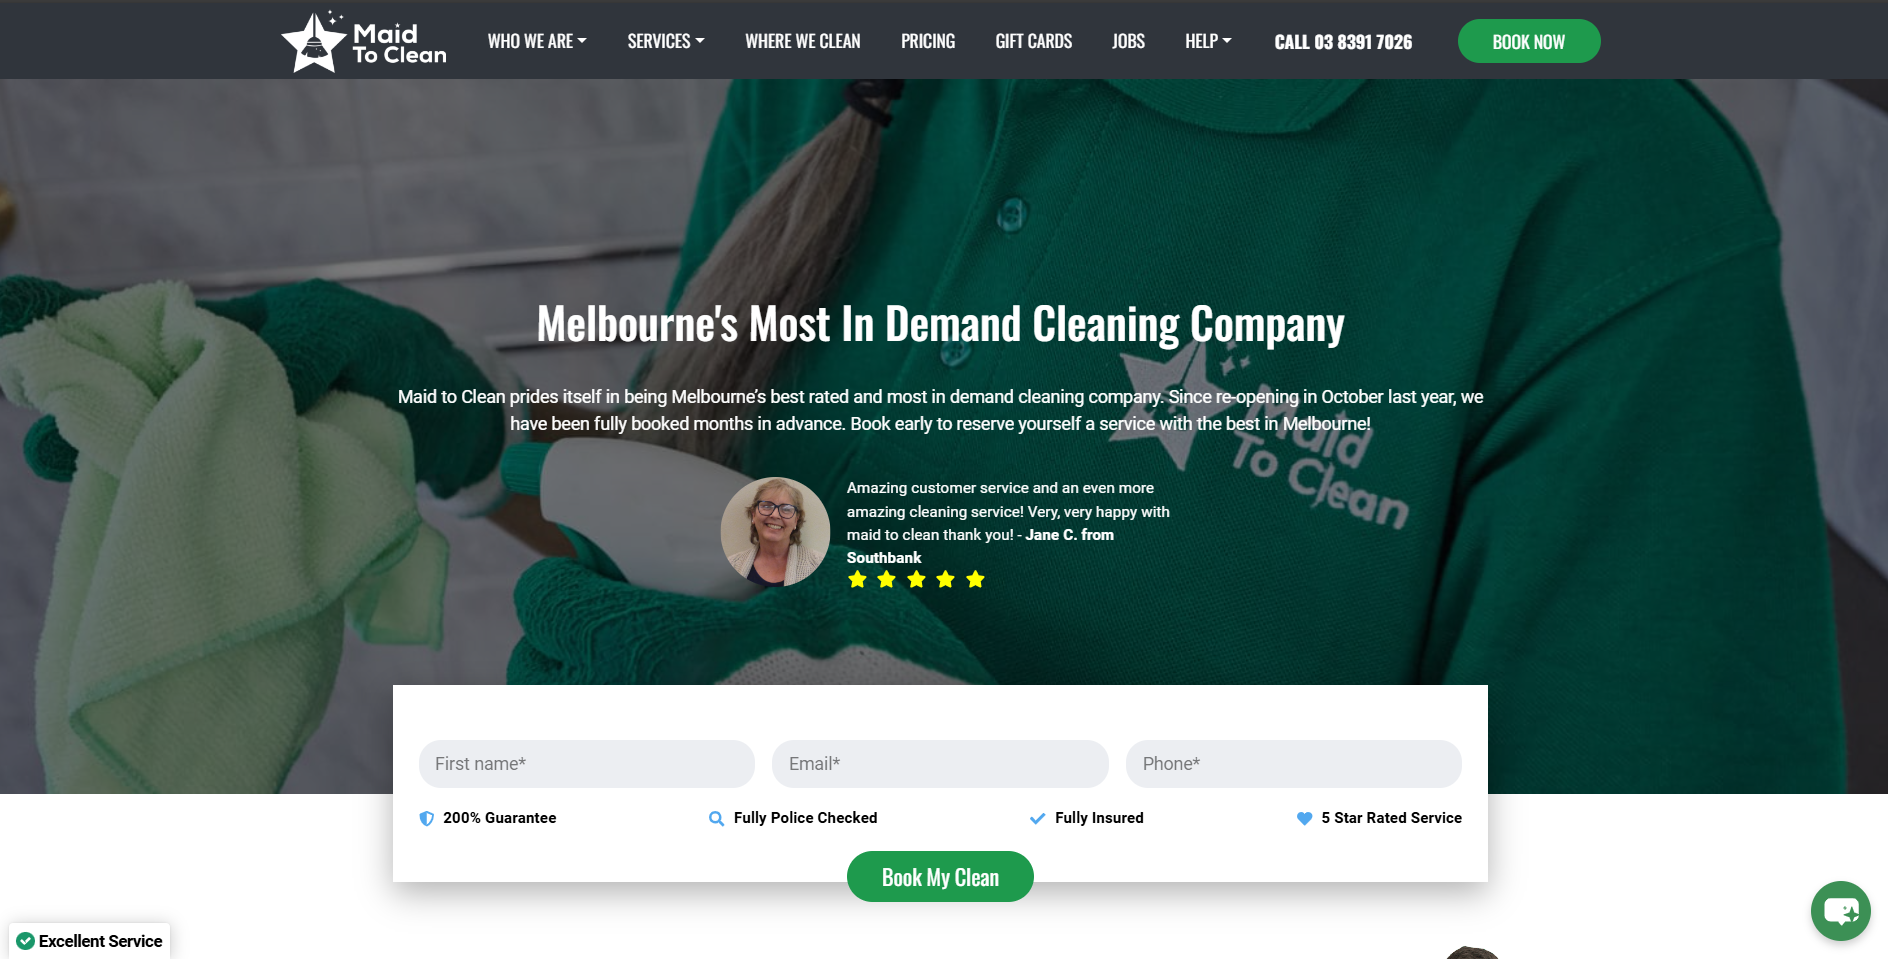 Maid
To Clean
WHO WE ARE
SERVICES
WHERE WE CLEAN
PRICING
GIFT CARDS
JOBS
HELP
CALL 03 8391 7026
BOOK NOW
Melbourne's Most In Demand Cleaning Company
Maid to Clean prides itself in being Melbourne’s best rated and most in demand cleaning company. Since re-opening in October last year, we
have been fully booked months in advance. Book early to reserve yourself a service with the best in Melbourne!
Maid
To Clean
Amazing customer service and an even more
amazing cleaning service! Very, very happy with
maid to clean thank you! - Jane C. from
Southbank
First name*
Email*
Phone*
200% Guarantee
Fully Police Checked
Fully Insured
5 Star Rated Service
Book My Clean
Excellent Service